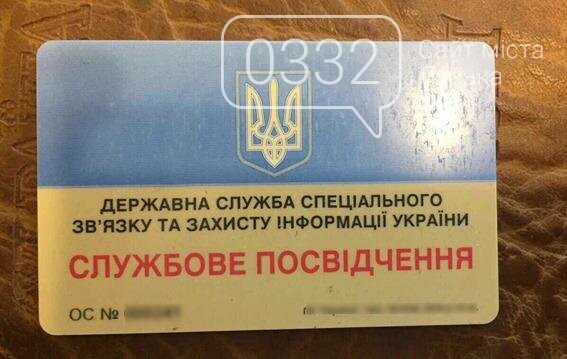 0332
Сайт міста
ДЕРЖАВНА СЛУЖБА СПЕЦІАЛЬНОГО
ЗВ'ЯЗКУ ТА ЗАХИСТУ ІНФОРМАЦІЇ УКРАЇНИ
СЛУЖБОВЕ ПОСВІДЧЕННЯ
ОС №